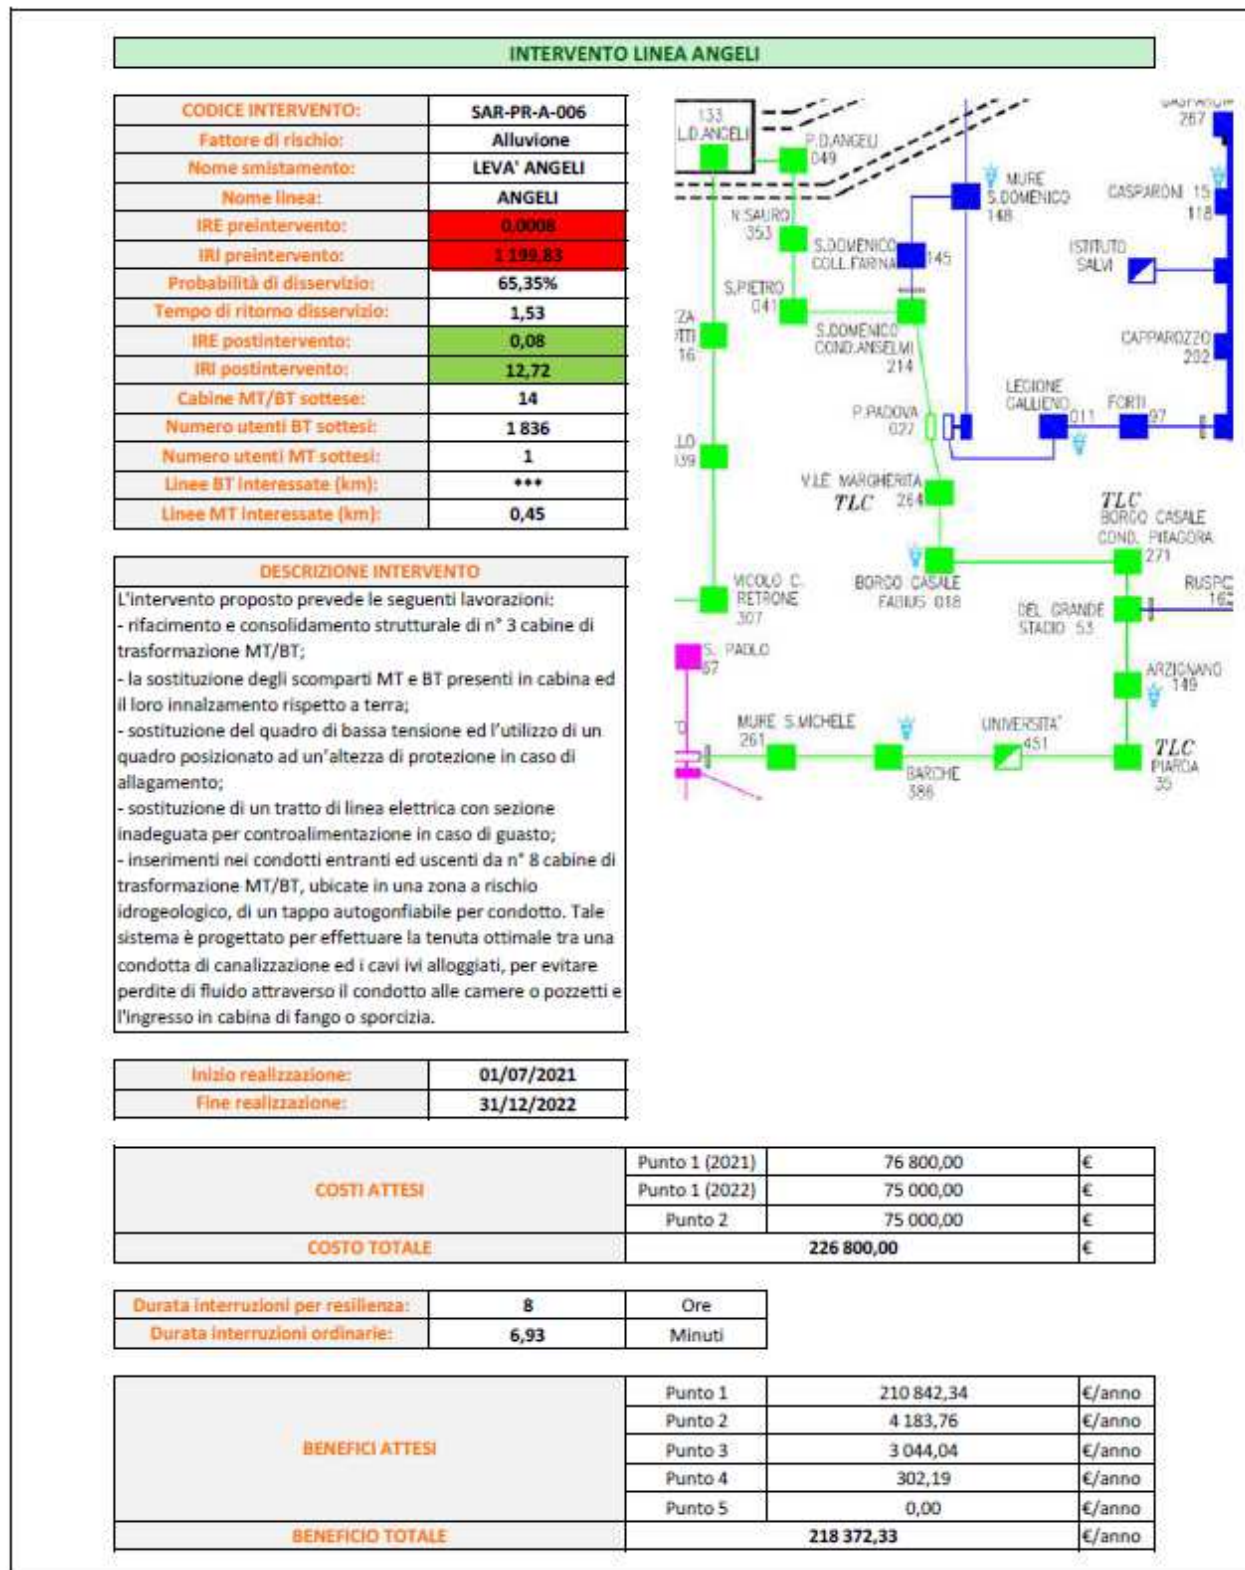 INTERVENTO LINEA ANGELI
CODICE INTERVENTO: SAR-PR-A-006
Fattore di rischio: Alluvione
Nome smistamento: LEVA' ANGELI
Nome linea: ANGELI
IRE preintervento: 0,0008
IRI preintervento: 1 199,83
Probabilità di disservizio: 65,35%
Tempo di ritorno disservizio: 1,53
IRE postintervento: 0,08
IRI postintervento: 12,72
Cabine MT/BT sottese: 14
Numero utenti BT sottesi: 1 836
Numero utenti MT sottesi: 1
Linee BT interessate (km): ***
Linee MT interessate (km): 0,45
133
L.D.ANGELI
P.D.ANGELI
049
N.SAURO
353
S.PIETRO
041
S.DOMENICO
COLL.FARINA
145
S.DOMENICO
COND.ANSELMI
214
MURE
S.DOMENICO
148
267
GASPARONI 15
118
ISTITUTO
SALVI
CAPPAROZZO
202
LEGIONE
GALLIENO
011
FORTI
97
P.PADOVA
027
16
V.LE MARGHERITA
TLC 264
TLC
BORGO CASALE
COND. PITAGORA
271
BORGO CASALE
FABIUS 018
VICOLO C.
RETRONE
307
DEL GRANDE
STADIO 53
S. PAOLO
67
ARZIGNANO
149
MURE S.MICHELE
261
BARCHE
386
UNIVERSITA'
451
TLC
PIARDA
35
DESCRIZIONE INTERVENTO
L'intervento proposto prevede le seguenti lavorazioni:
- rifacimento e consolidamento strutturale di n° 3 cabine di
trasformazione MT/BT;
- la sostituzione degli scomparti MT e BT presenti in cabina ed
il loro innalzamento rispetto a terra;
- sostituzione del quadro di bassa tensione ed l'utilizzo di un
quadro posizionato ad un'altezza di protezione in caso di
allagamento;
- sostituzione di un tratto di linea elettrica con sezione
inadeguata per controalimentazione in caso di guasto;
- inserimenti nei condotti entranti ed uscenti da n° 8 cabine di
trasformazione MT/BT, ubicate in una zona a rischio
idrogeologico, di un tappo autogonfiabile per condotto. Tale
sistema è progettato per effettuare la tenuta ottimale tra una
condotta di canalizzazione ed i cavi ivi alloggiati, per evitare
perdite di fluido attraverso il condotto alle camere o pozzetti e
l'ingresso in cabina di fango o sporcizia.
Inizio realizzazione: 01/07/2021
Fine realizzazione: 31/12/2022
COSTI ATTESI
Punto 1 (2021) 76 800,00 €
Punto 1 (2022) 75 000,00 €
Punto 2 75 000,00 €
COSTO TOTALE 226 800,00 €
Durata interruzioni per resilienza: 8 Ore
Durata interruzioni ordinarie: 6,93 Minuti
BENEFICI ATTESI
Punto 1 210 842,34 €/anno
Punto 2 4 183,76 €/anno
Punto 3 3 044,04 €/anno
Punto 4 302,19 €/anno
Punto 5 0,00 €/anno
BENEFICIO TOTALE 218 372,33 €/anno